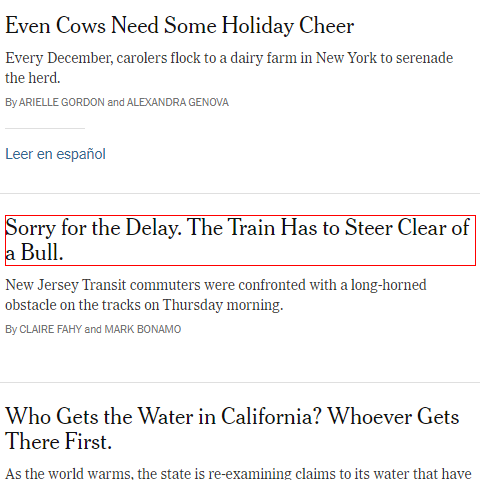 Even Cows Need Some Holiday Cheer
Every December, carolers flock to a dairy farm in New York to serenade
the herd.
By ARIELLE GORDON and ALEXANDRA GENOVA
Leer en español
Sorry for the Delay. The Train Has to Steer Clear of
a Bull.
New Jersey Transit commuters were confronted with a long-horned
obstacle on the tracks on Thursday morning.
By CLAIRE FAHY and MARK BONAMO
Who Gets the Water in California? Whoever Gets
There First.
As the world warms, the state is re-examining claims to its water that have